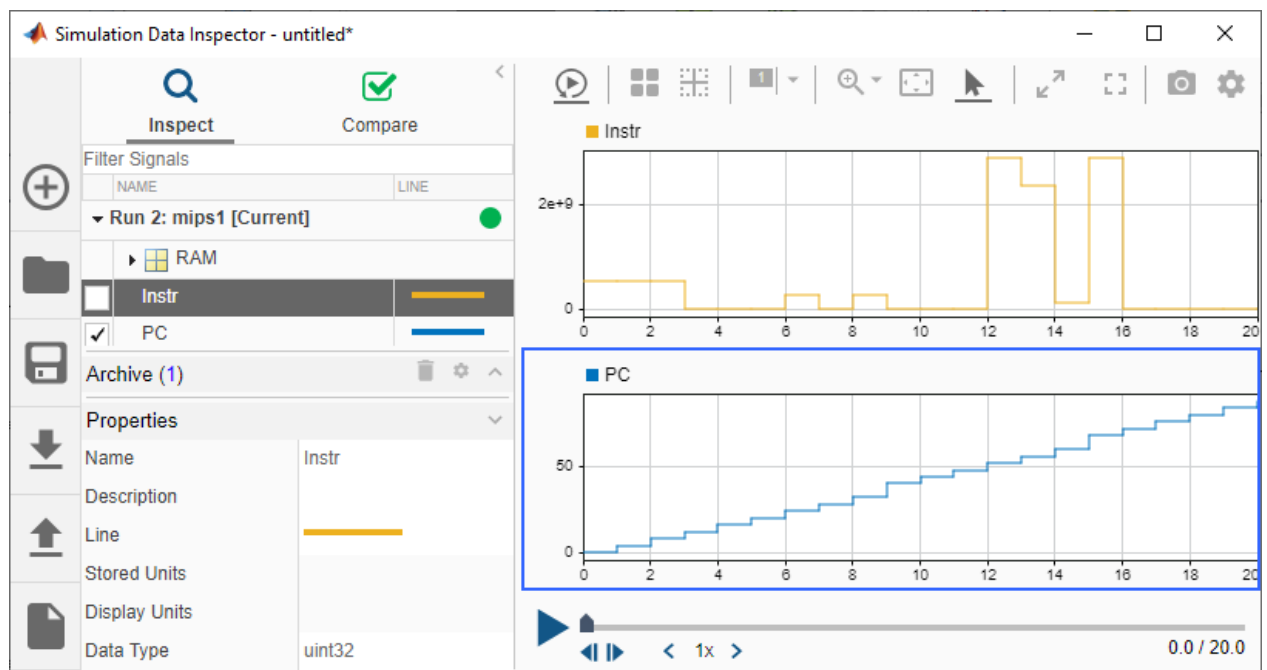 Simulation Data Inspector - untitled*
Inspect
Compare
Filter Signals
NAME
LINE
Run 2: mips1 [Current]
RAM
Instr
PC
Archive (1)
Properties
Name
Instr
Description
Line
Stored Units
Display Units
Data Type
uint32
1
Instr
2e+9
0
0 2 4 6 8 10 12 14 16 18 20
PC
50
0
0 2 4 6 8 10 12 14 16 18 20
1x
0.0 / 20.0